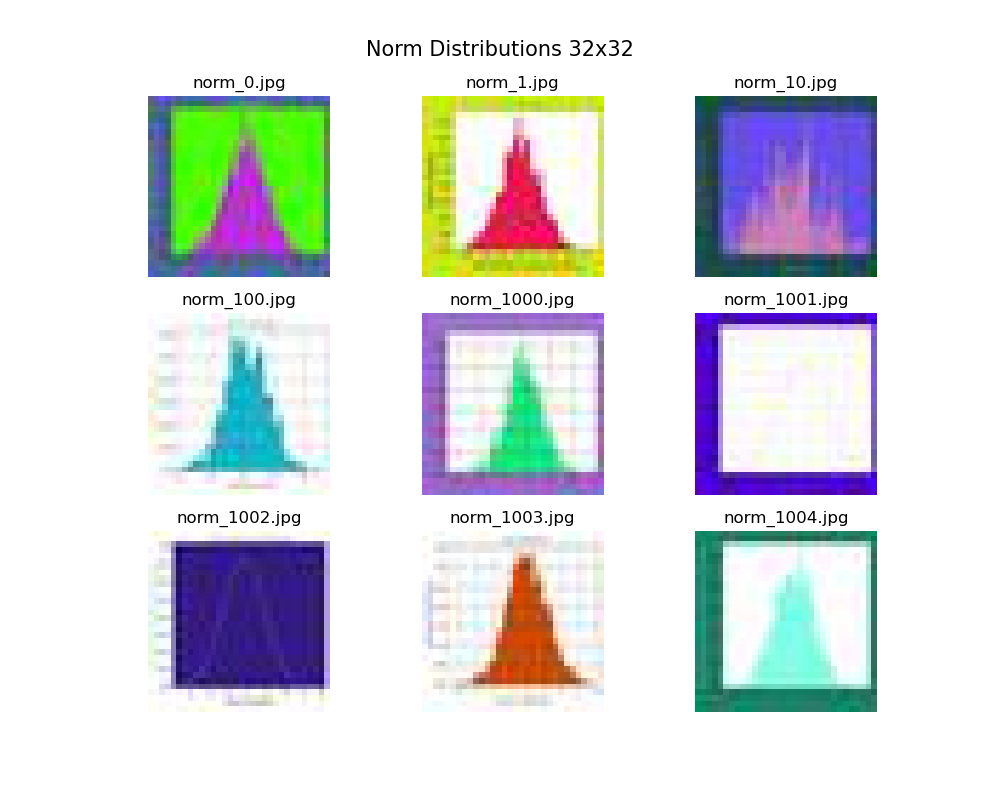 Norm Distributions 32x32
norm_0.jpg
norm_1.jpg
norm_10.jpg
norm_100.jpg
norm_1000.jpg
norm_1001.jpg
norm_1002.jpg
norm_1003.jpg
norm_1004.jpg